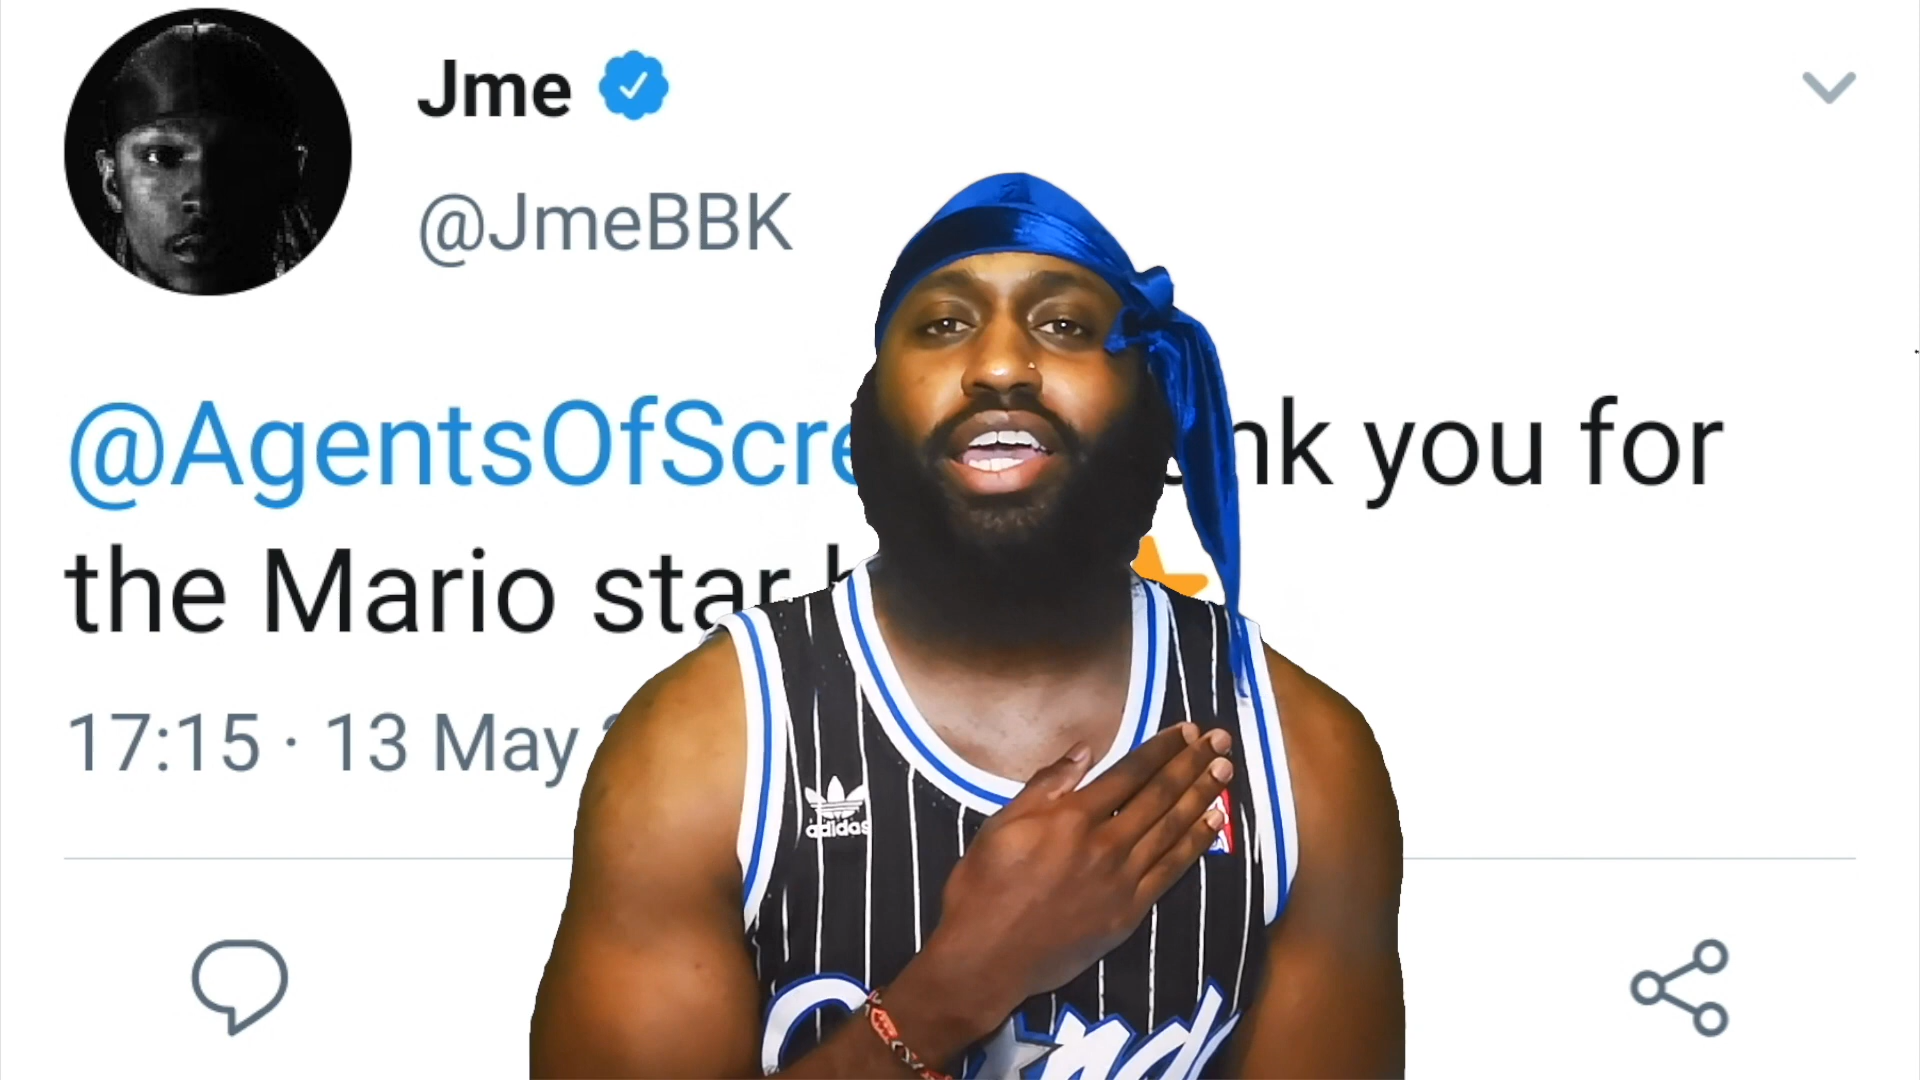 Jme
@JmeBBK
@AgentsOfScre nk you for
the Mario star
17:15 · 13 May
adidas